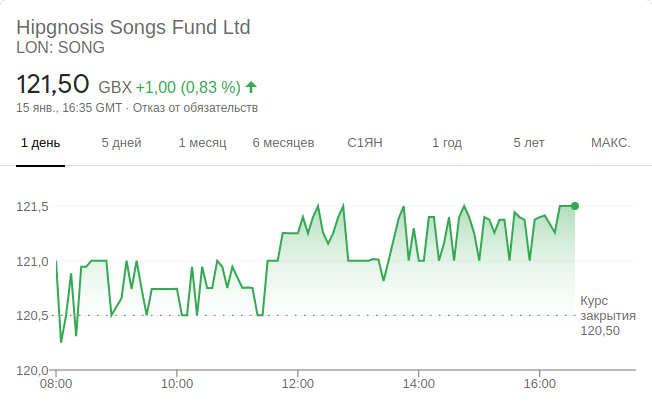 Hipgnosis Songs Fund Ltd
LON: SONG
121,50 GBX +1,00 (0,83 %)
15 янв., 16:35 GMT · Отказ от обязательств
1 день 5 дней 1 месяц 6 месяцев С1ЯН 1 год 5 лет МАКС.
121,5
121,0
120,5
120,0
Курс
закрытия
120,50
08:00 10:00 12:00 14:00 16:00